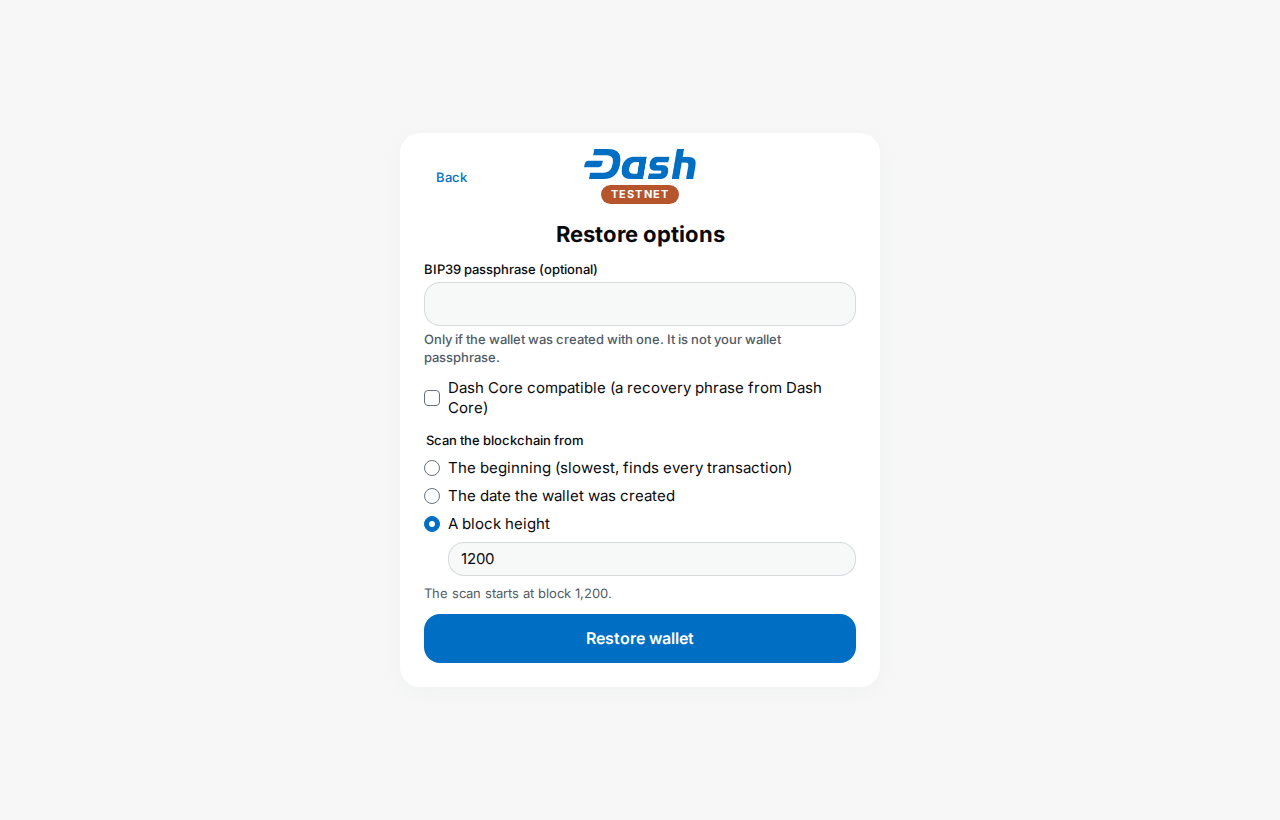 Back
Dash
TESTNET
Restore options
BIP39 passphrase (optional)
Only if the wallet was created with one. It is not your wallet
passphrase.
Dash Core compatible (a recovery phrase from Dash
Core)
Scan the blockchain from
The beginning (slowest, finds every transaction)
The date the wallet was created
A block height
1200
The scan starts at block 1,200.
Restore wallet